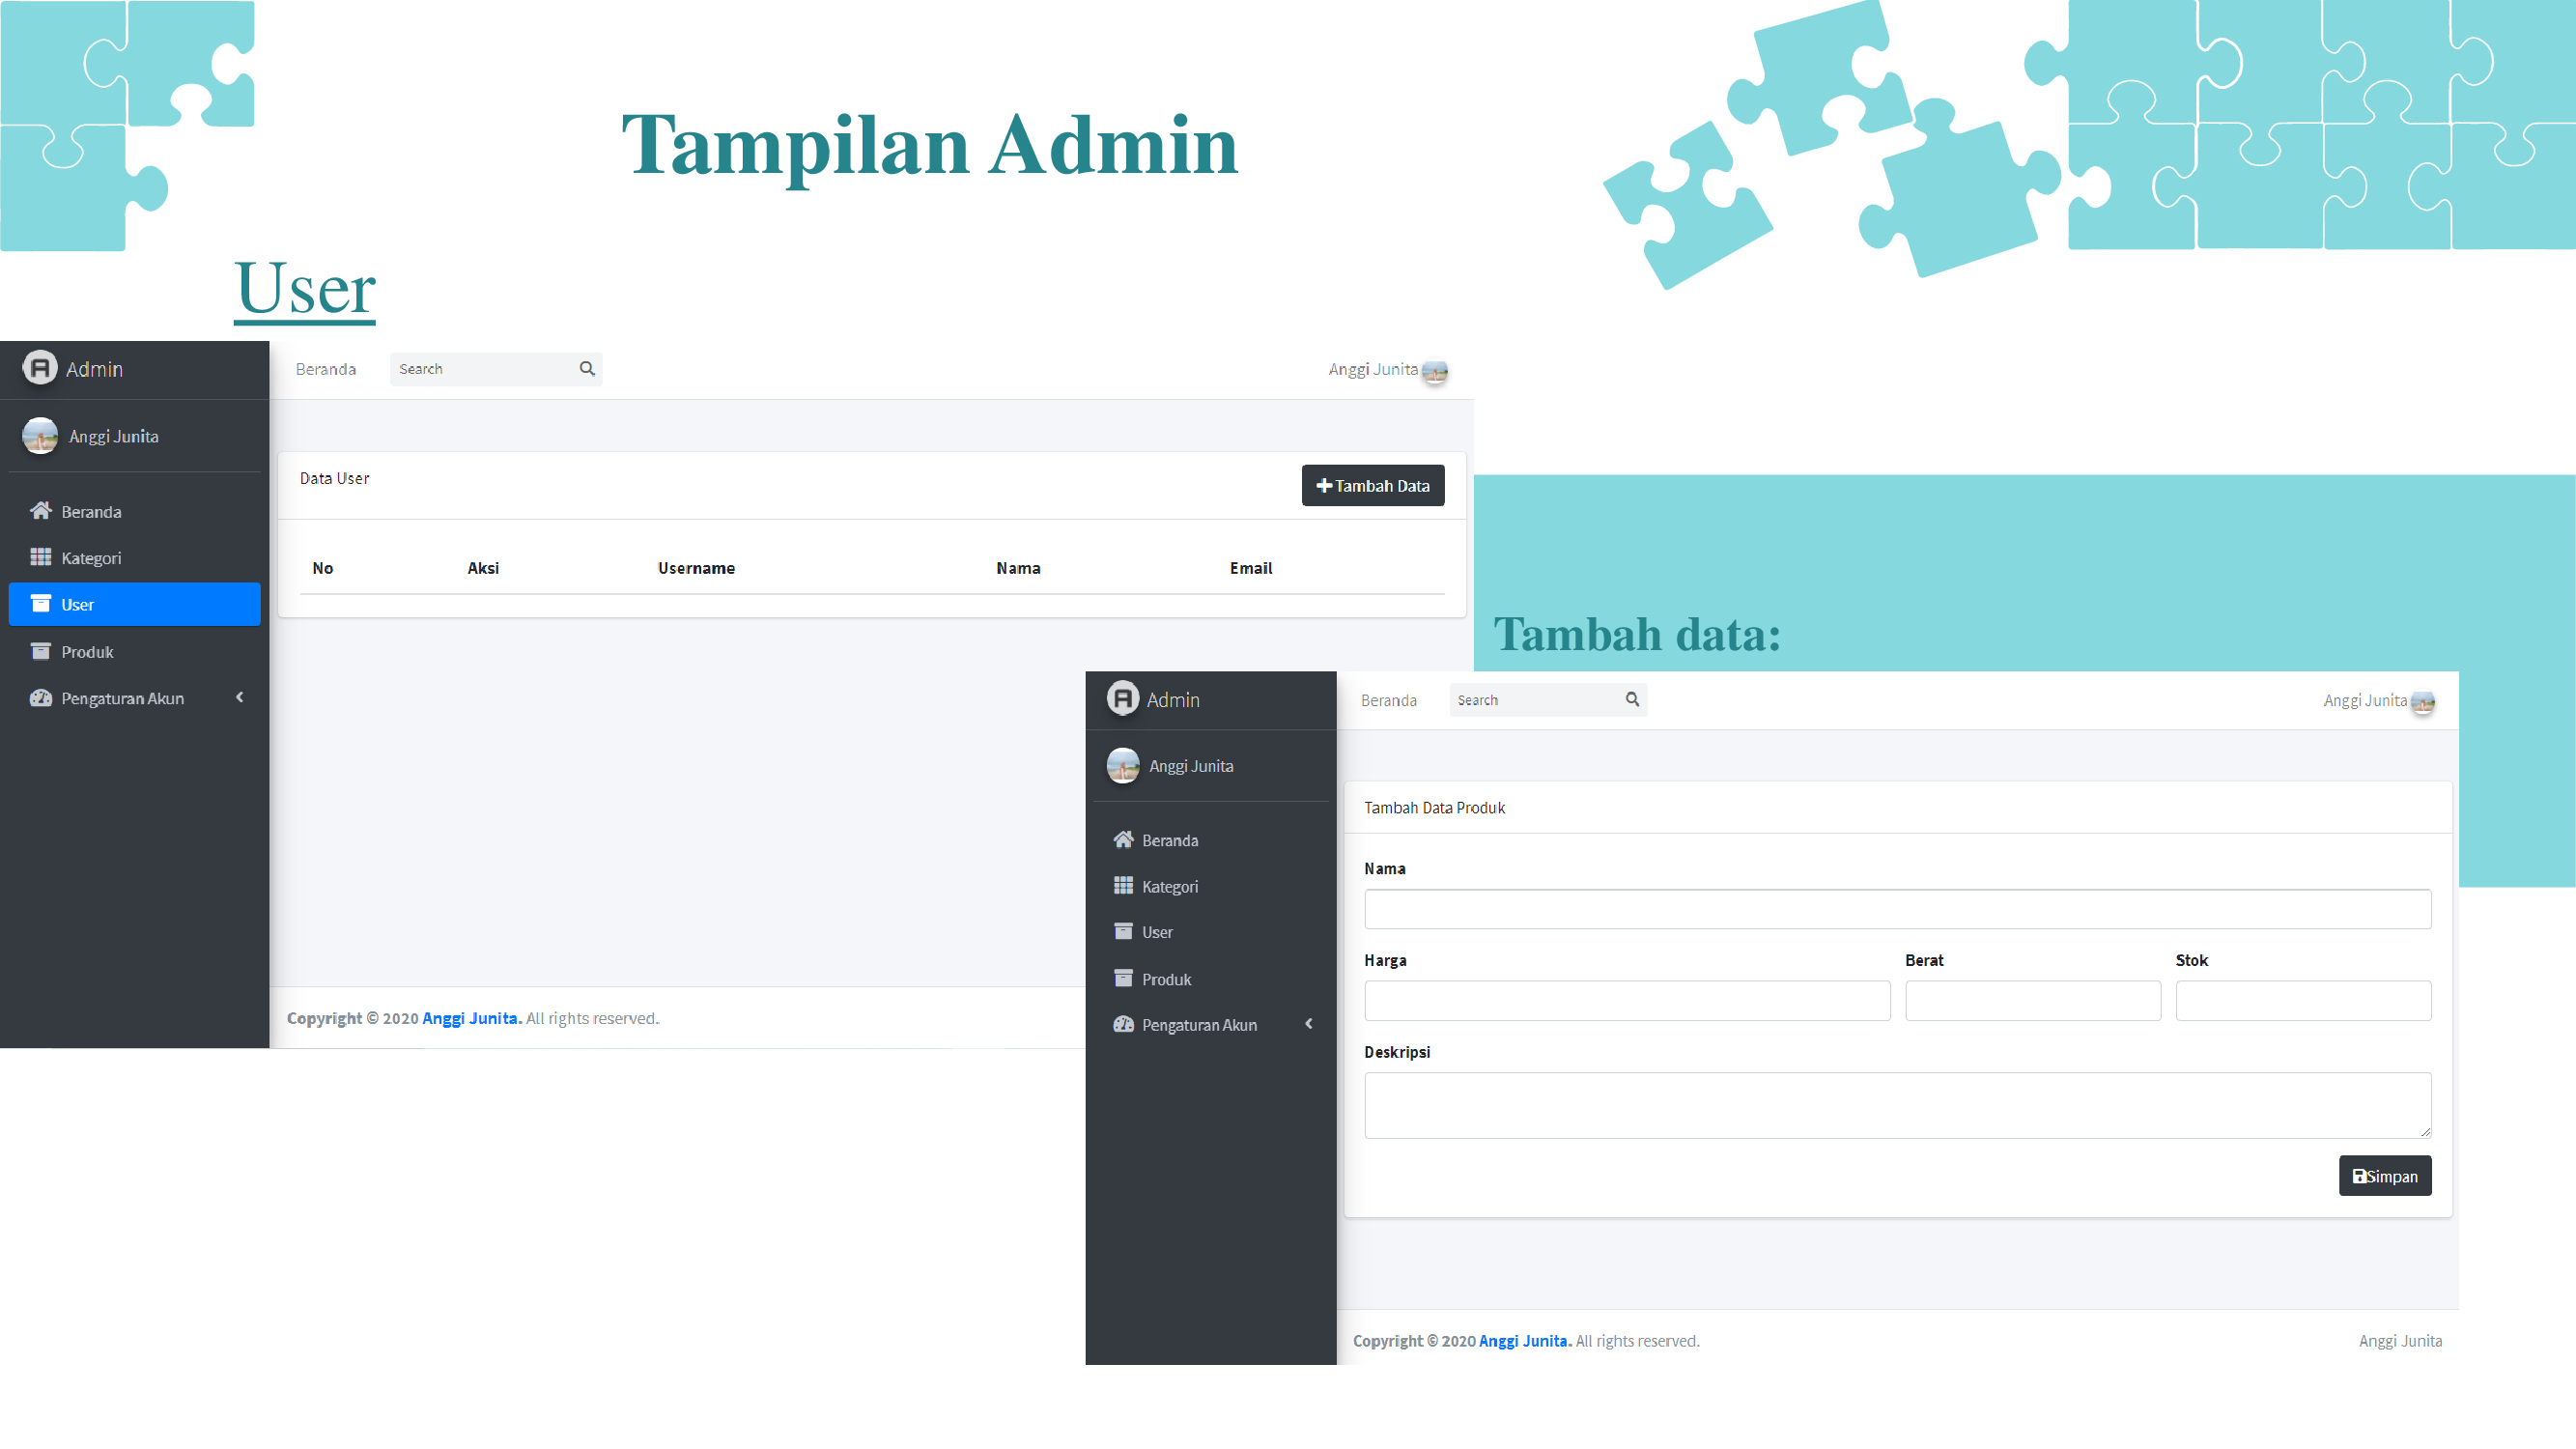 Tampilan Admin
User
Admin
Beranda
Search
Anggi Junita
Anggi Junita
Beranda
Kategori
User
Produk
Pengaturan Akun
Data User
Tambah Data
No Aksi Username Nama Email
Copyright © 2020 Anggi Junita. All rights reserved.
Tambah data:
Admin
Beranda
Search
Anggi Junita
Anggi Junita
Beranda
Kategori
User
Produk
Pengaturan Akun
Tambah Data Produk
Nama
Harga Berat Stok
Deskripsi
Simpan
Copyright © 2020 Anggi Junita. All rights reserved.
Anggi Junita